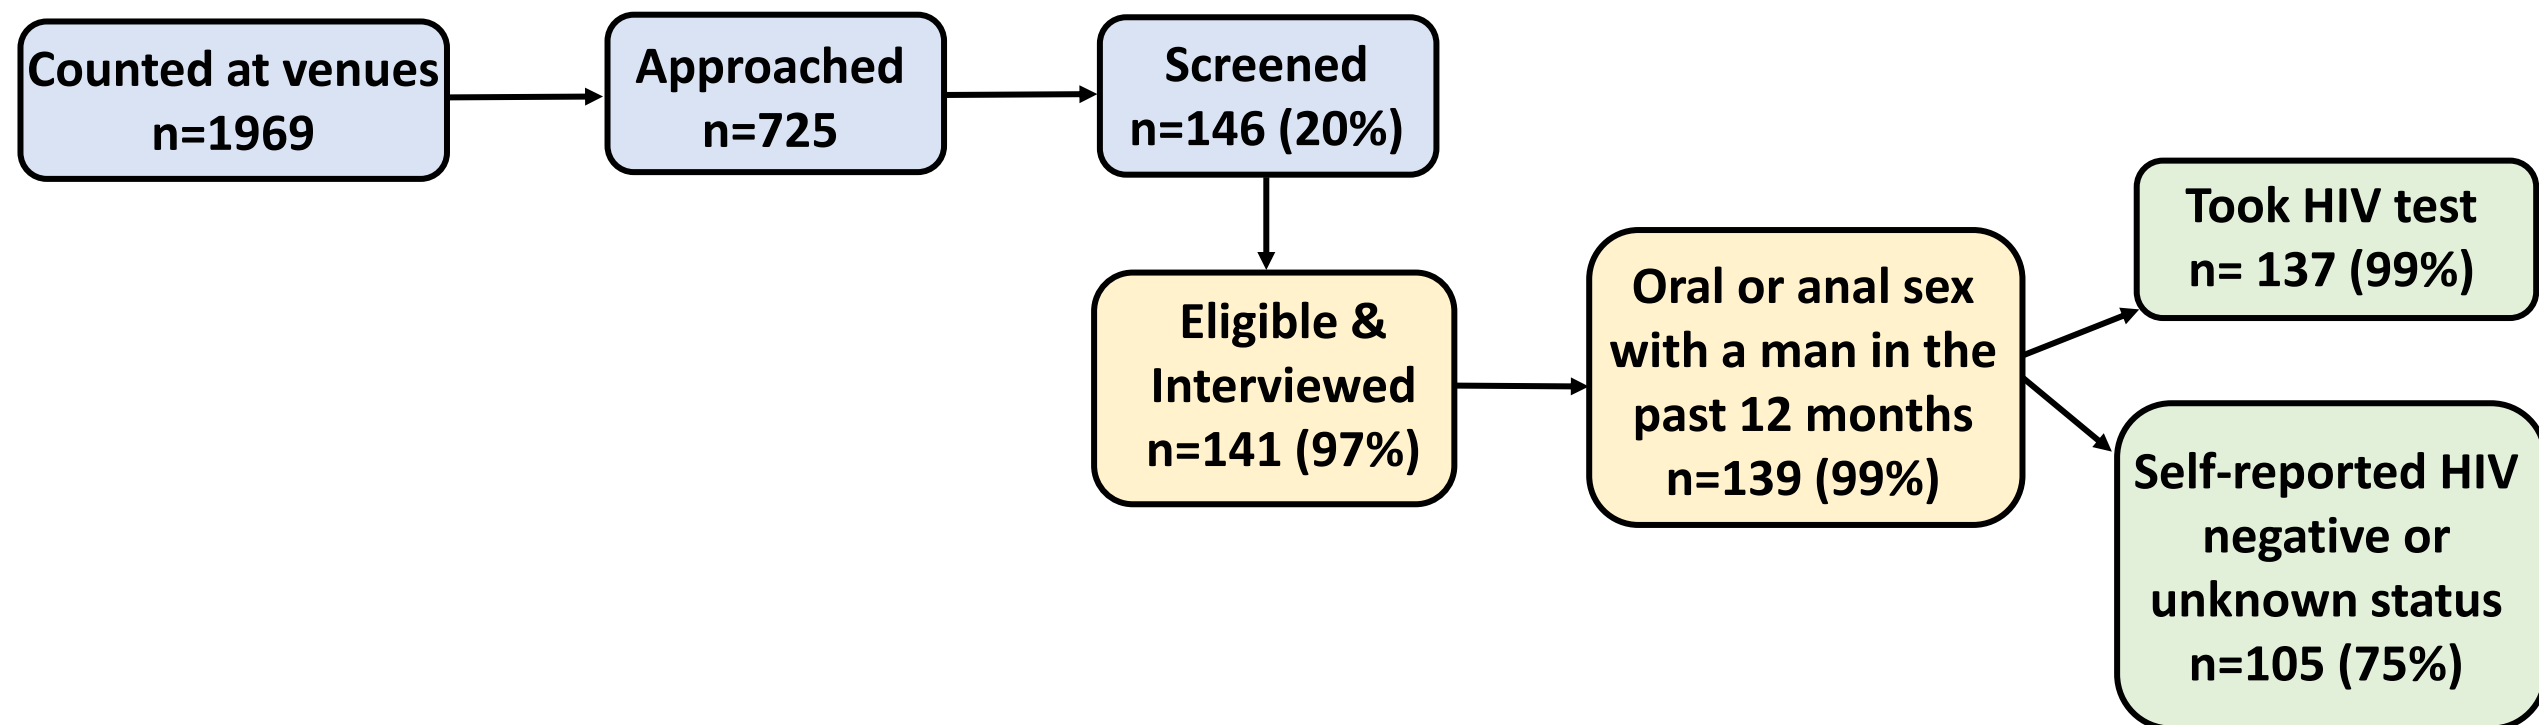 Counted at venues
n=1969
Approached
n=725
Screened
n=146 (20%)
Eligible &
Interviewed
n=141 (97%)
Oral or anal sex
with a man in the
past 12 months
n=139 (99%)
Took HIV test
n= 137 (99%)
Self-reported HIV
negative or
unknown status
n=105 (75%)